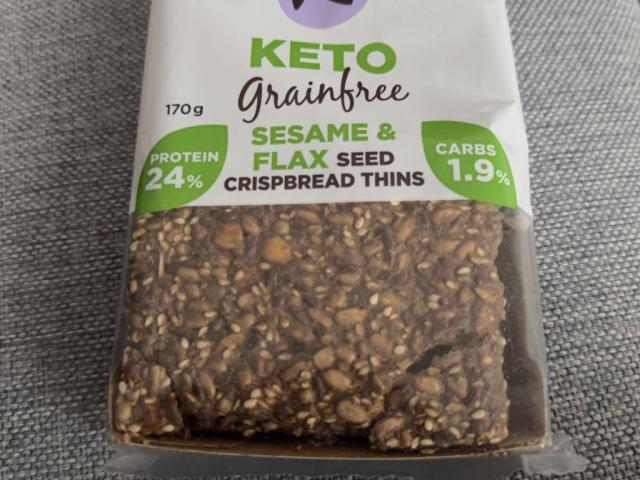 KETO
Grainfree
170g
SESAME &
FLAX SEED
CRISPBREAD THINS
PROTEIN
24%
CARBS
1.9%